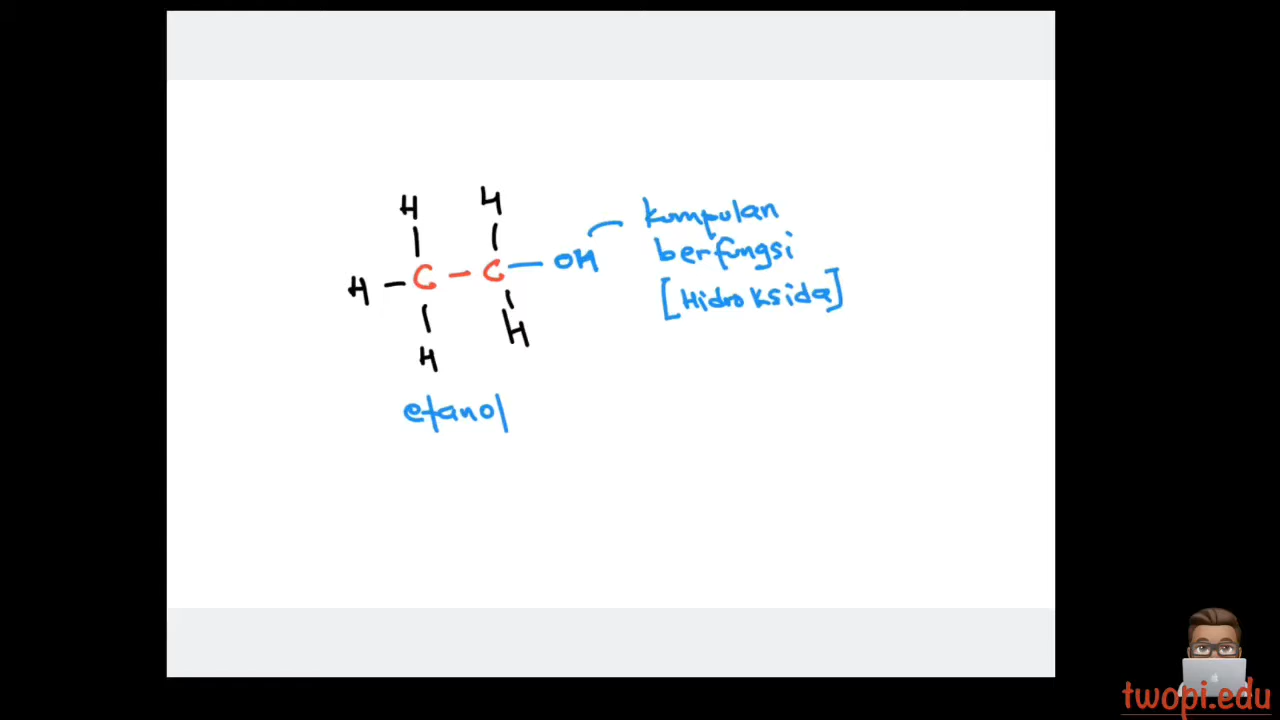 H H
H - C - C - OH
H H
kumpulan
berfungsi
[Hidroksida]
etanol
twopi.edu